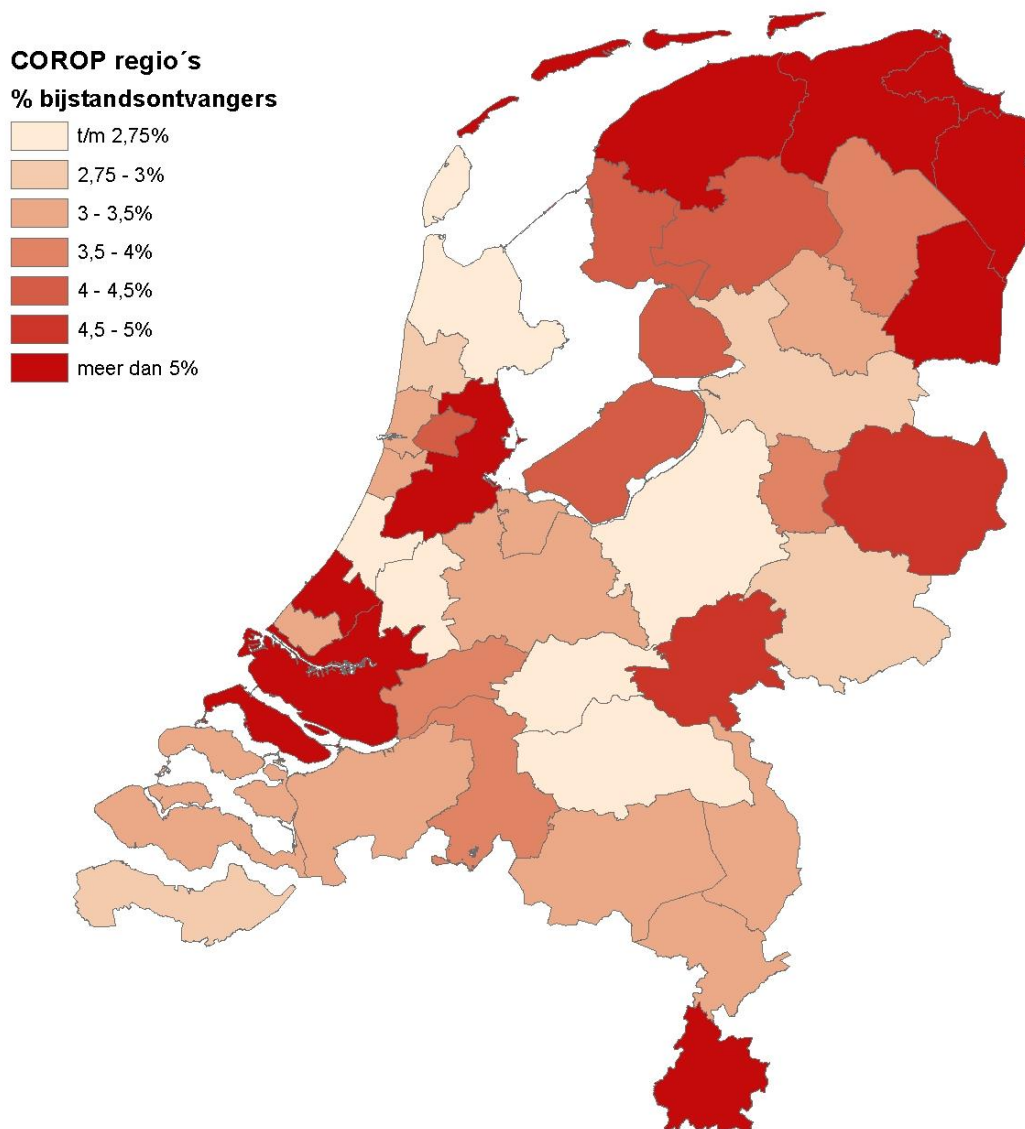 COROP regio´s
% bijstandsontvangers
t/m 2,75%
2,75 - 3%
3 - 3,5%
3,5 - 4%
4 - 4,5%
4,5 - 5%
meer dan 5%